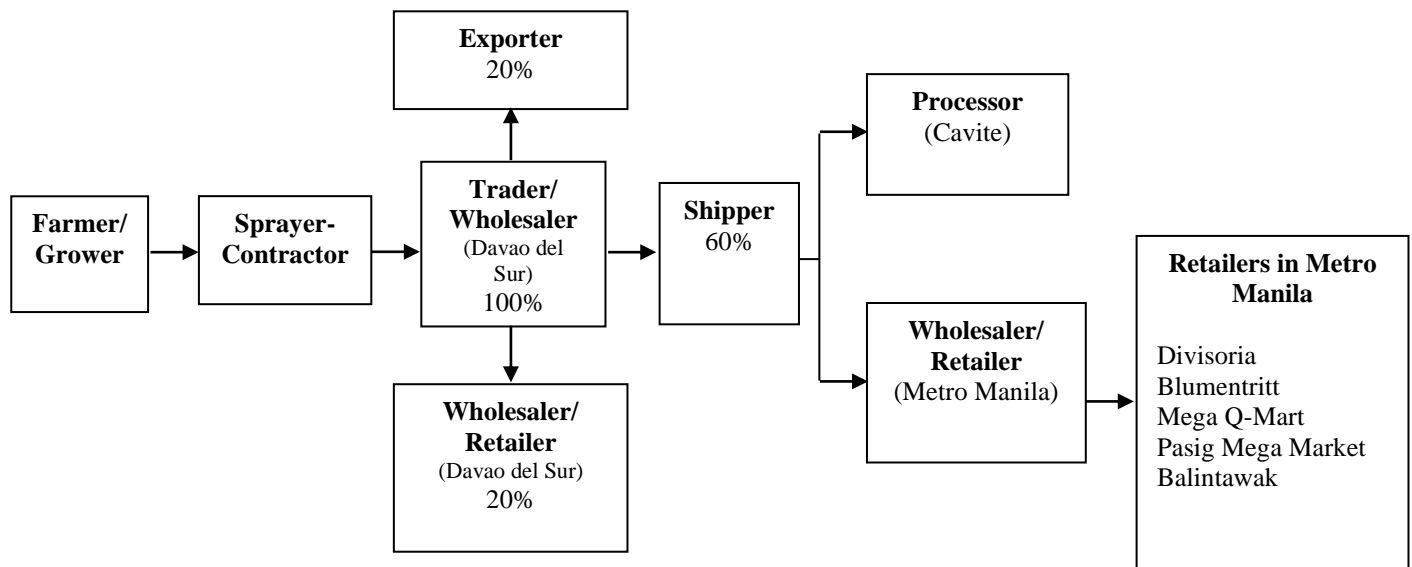 Exporter
20%
Processor
(Cavite)
Farmer/
Grower
Sprayer-
Contractor
Trader/
Wholesaler
(Davao del
Sur)
100%
Shipper
60%
Wholesaler/
Retailer
(Davao del Sur)
20%
Wholesaler/
Retailer
(Metro Manila)
Retailers in Metro
Manila
Divisoria
Blumentritt
Mega Q-Mart
Pasig Mega Market
Balintawak